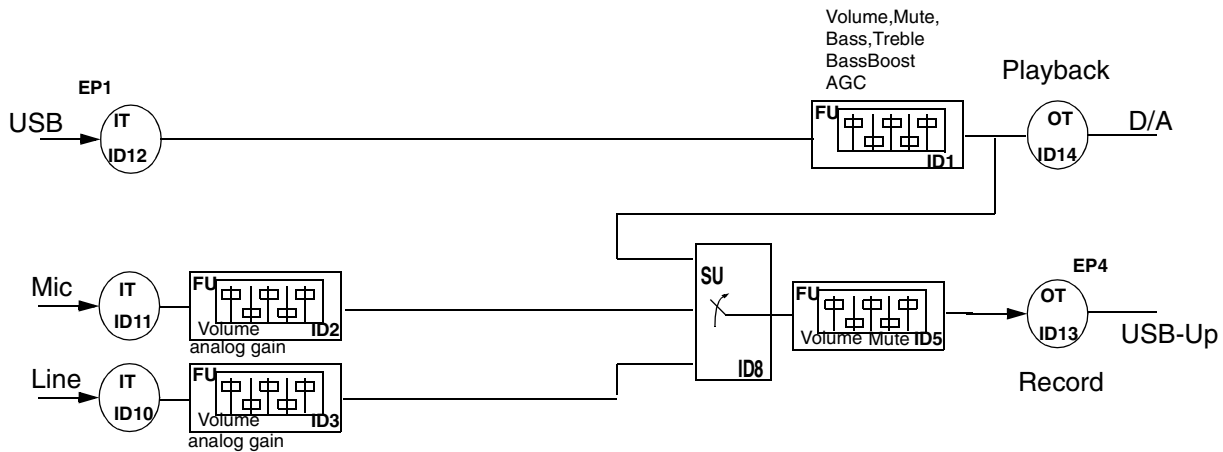 Volume,Mute,
Bass,Treble
BassBoost
AGC
Playback
EP1
USB
IT
ID12
FU
ID1
OT
ID14
D/A
Mic
IT
ID11
FU
Volume
ID2
analog gain
SU
ID8
FU
Volume Mute ID5
EP4
OT
ID13
USB-Up
Record
Line
IT
ID10
FU
Volume
ID3
analog gain